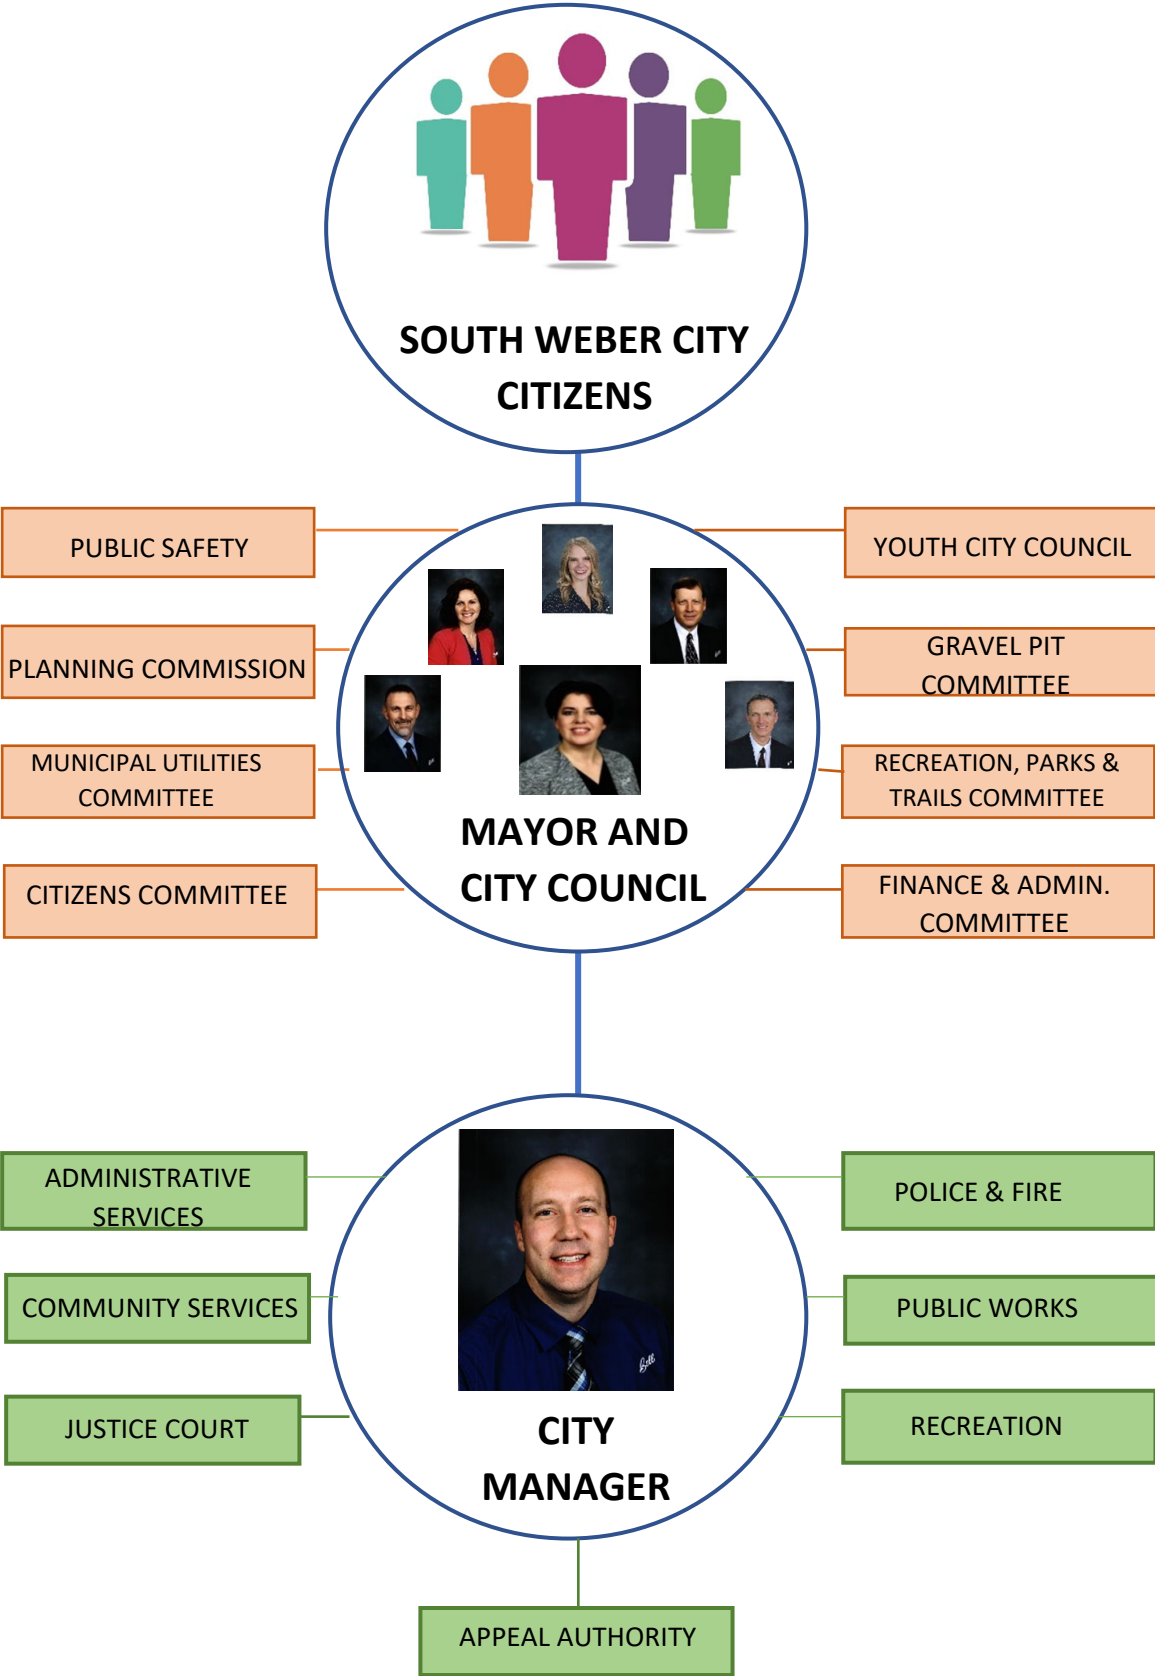 SOUTH WEBER CITY
CITIZENS
PUBLIC SAFETY
YOUTH CITY COUNCIL
PLANNING COMMISSION
GRAVEL PIT
COMMITTEE
MUNICIPAL UTILITIES
COMMITTEE
RECREATION, PARKS &
TRAILS COMMITTEE
MAYOR AND
CITY COUNCIL
CITIZENS COMMITTEE
FINANCE & ADMIN.
COMMITTEE
ADMINISTRATIVE
SERVICES
POLICE & FIRE
COMMUNITY SERVICES
PUBLIC WORKS
JUSTICE COURT
RECREATION
CITY
MANAGER
APPEAL AUTHORITY